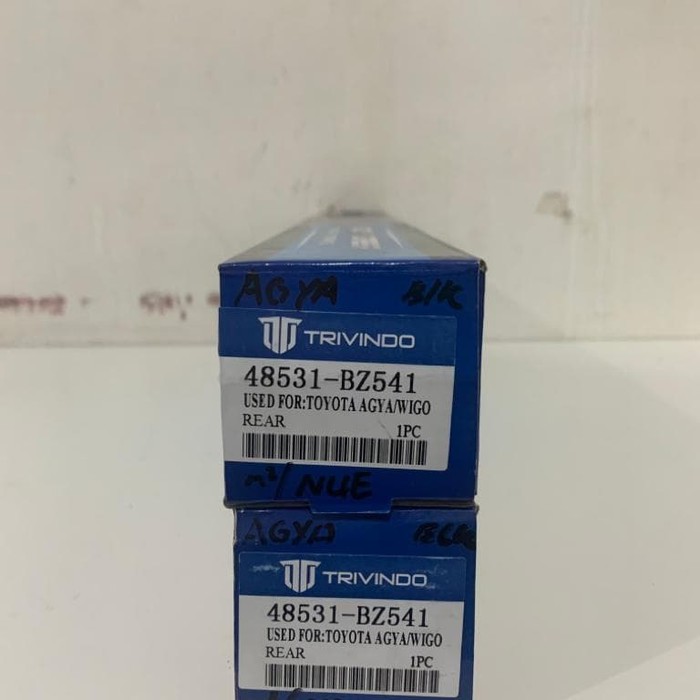 AGYA B/K
TRIVINDO
48531-BZ541
USED FOR:TOYOTA AGYA/WIGO
REAR
1PC
AGYA
TRIVINDO
48531-BZ541
USED FOR:TOYOTA AGYA/WIGO
REAR
1PC